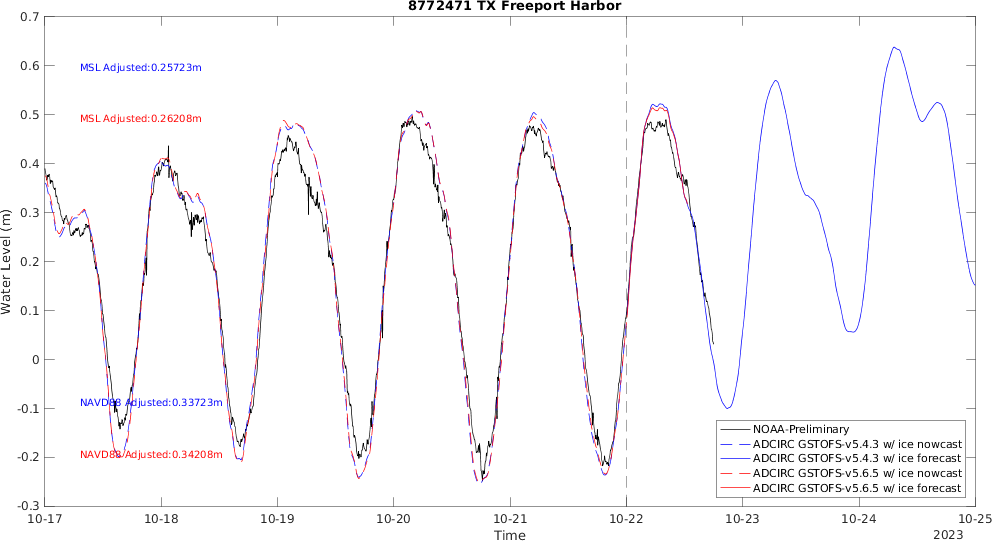 8772471 TX Freeport Harbor
0.7
0.6
0.5
0.4
0.3
0.2
0.1
0
-0.1
-0.2
-0.3
Water Level (m)
MSL Adjusted:0.25723m
MSL Adjusted:0.26208m
NAVD88 Adjusted:0.33723m
NAVD88 Adjusted:0.34208m
NOAA-Preliminary
ADCIRC GSTOFS-v5.4.3 w/ ice nowcast
ADCIRC GSTOFS-v5.4.3 w/ ice forecast
ADCIRC GSTOFS-v5.6.5 w/ ice nowcast
ADCIRC GSTOFS-v5.6.5 w/ ice forecast
10-17 10-18 10-19 10-20 10-21 10-22 10-23 10-24 10-25
Time
2023